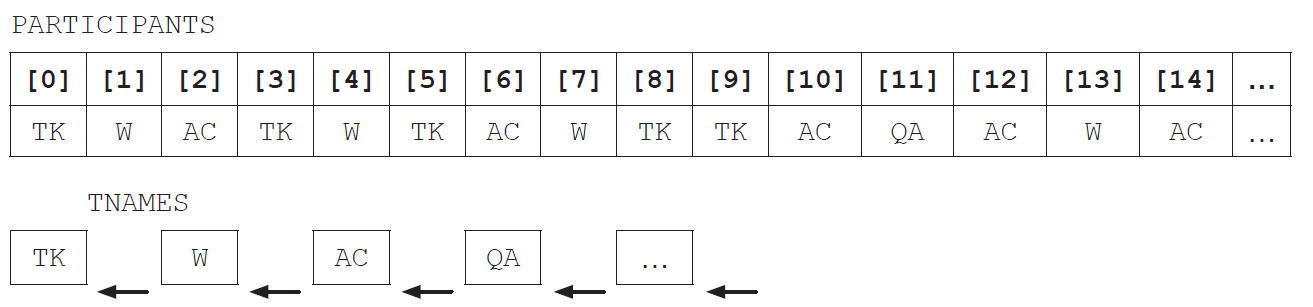 PARTICIPANTS
[0] [1] [2] [3] [4] [5] [6] [7] [8] [9] [10] [11] [12] [13] [14] ...
TK W AC TK W TK AC W TK TK AC QA AC W AC ...
TNAMES
TK W AC QA ...